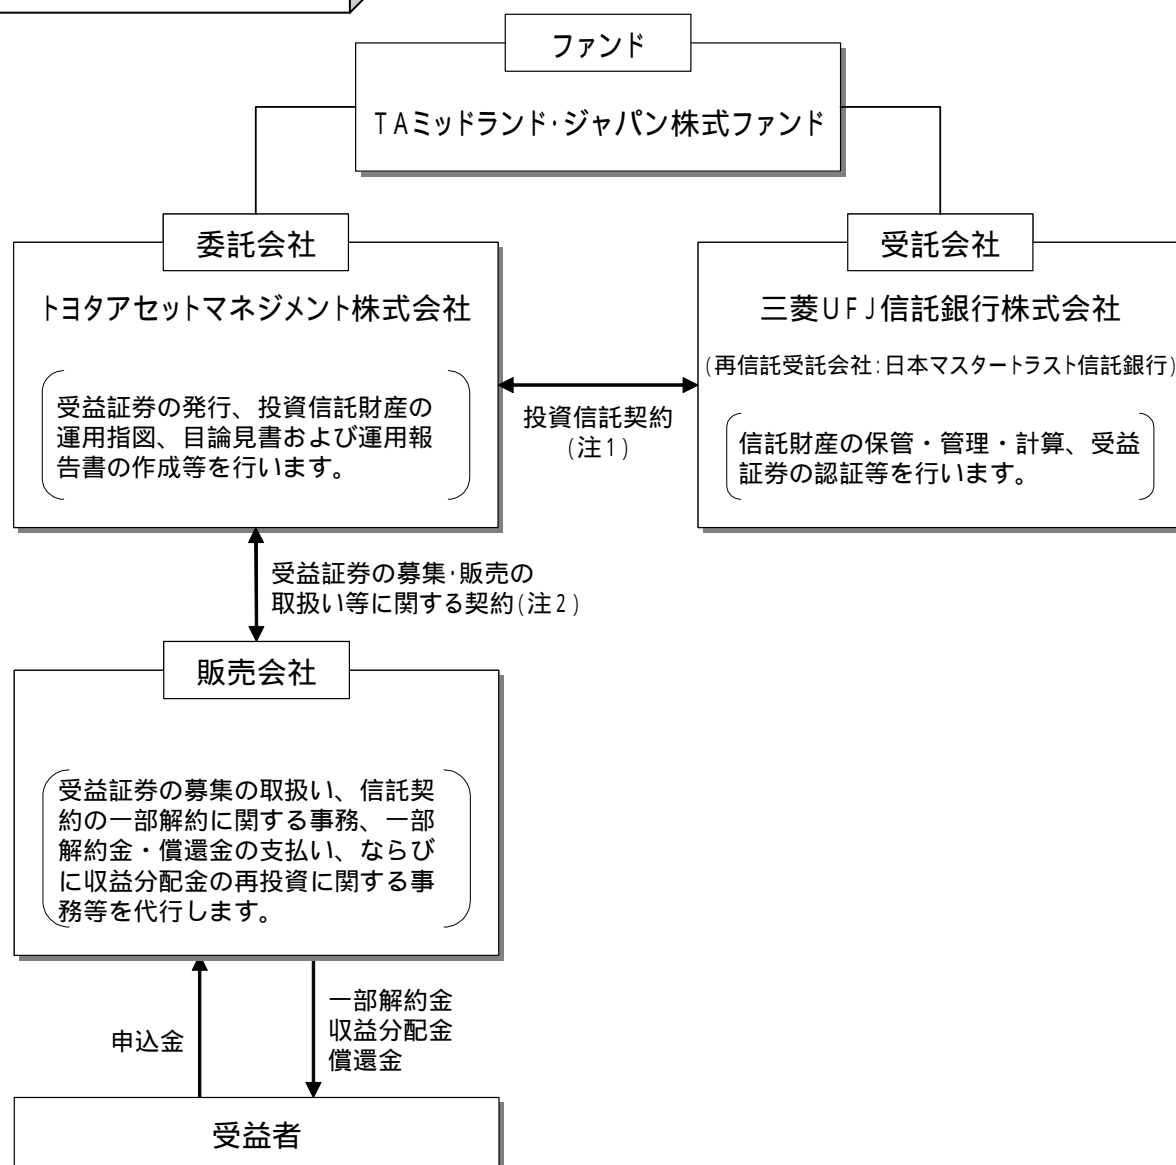 ファンド
TAミッドランド・ジャパン株式ファンド
委託会社
トヨタアセットマネジメント株式会社
受益証券の発行、投資信託財産の
運用指図、目論見書および運用報
告書の作成等を行います。
投資信託契約
(注1)
受託会社
三菱UFJ信託銀行株式会社
(再信託受託会社:日本マスタートラスト信託銀行)
信託財産の保管・管理・計算、受益
証券の認証等を行います。
受益証券の募集・販売の
取扱い等に関する契約(注2)
販売会社
受益証券の募集の取扱い、信託契
約の一部解約に関する事務、一部
解約金・償還金の支払い、ならび
に収益分配金の再投資に関する事
務等を代行します。
申込金
一部解約金
収益分配金
償還金
受益者